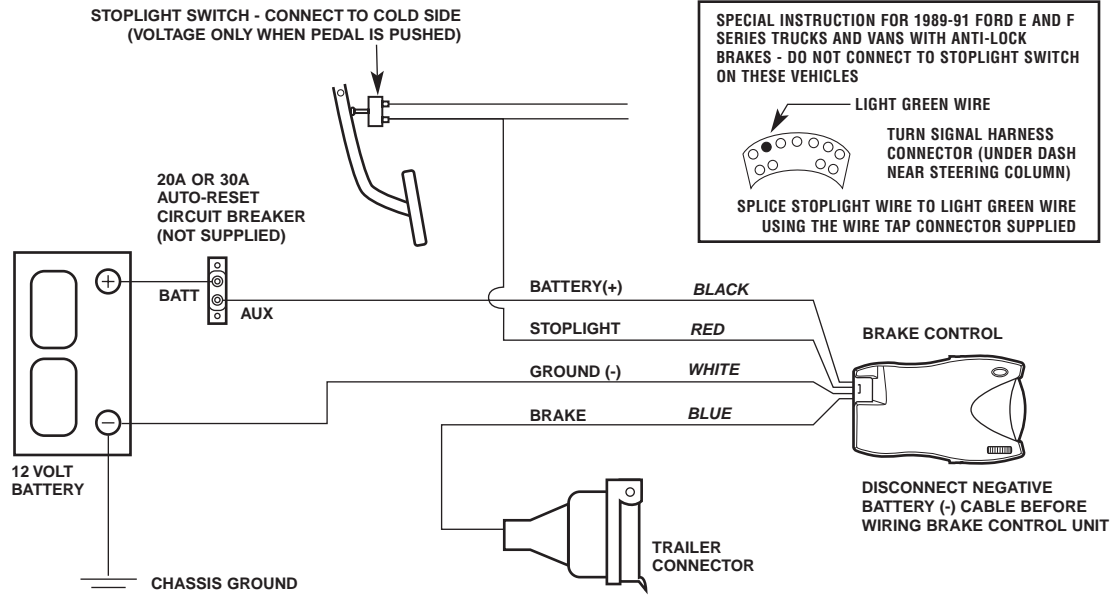 STOPLIGHT SWITCH - CONNECT TO COLD SIDE
(VOLTAGE ONLY WHEN PEDAL IS PUSHED)
SPECIAL INSTRUCTION FOR 1989-91 FORD E AND F
SERIES TRUCKS AND VANS WITH ANTI-LOCK
BRAKES - DO NOT CONNECT TO STOPLIGHT SWITCH
ON THESE VEHICLES
LIGHT GREEN WIRE
TURN SIGNAL HARNESS
CONNECTOR (UNDER DASH
NEAR STEERING COLUMN)
SPLICE STOPLIGHT WIRE TO LIGHT GREEN WIRE
USING THE WIRE TAP CONNECTOR SUPPLIED
20A OR 30A
AUTO-RESET
CIRCUIT BREAKER
(NOT SUPPLIED)
+
BATT
AUX
BATTERY(+) BLACK
STOPLIGHT RED
GROUND (-) WHITE
BRAKE BLUE
BRAKE CONTROL
−
12 VOLT
BATTERY
DISCONNECT NEGATIVE
BATTERY (-) CABLE BEFORE
WIRING BRAKE CONTROL UNIT
TRAILER
CONNECTOR
CHASSIS GROUND